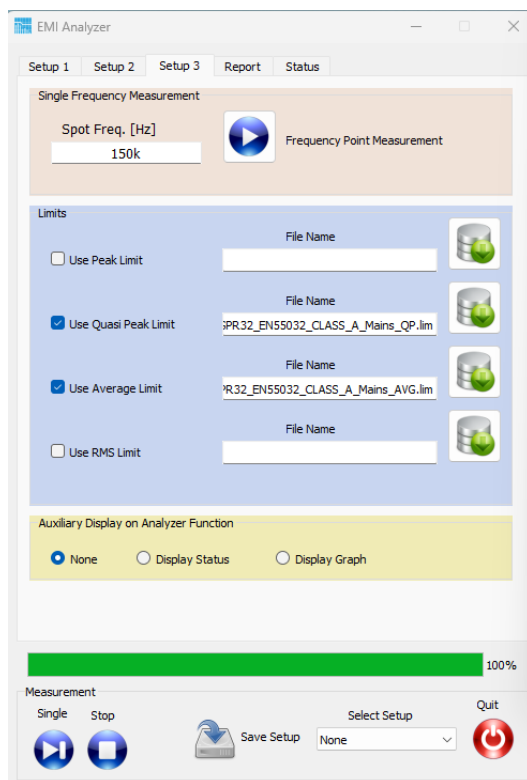 EMI Analyzer
Setup 1 Setup 2 Setup 3 Report Status
Single Frequency Measurement
Spot Freq. [Hz]
150k
Frequency Point Measurement
Limits
File Name
Use Peak Limit
File Name
Use Quasi Peak Limit SPR32_EN55032_CLASS_A_Mains_QP.lim
File Name
Use Average Limit PR32_EN55032_CLASS_A_Mains_AVG.lim
File Name
Use RMS Limit
Auxiliary Display on Analyzer Function
None Display Status Display Graph
100%
Measurement
Single Stop Select Setup Quit
Save Setup None